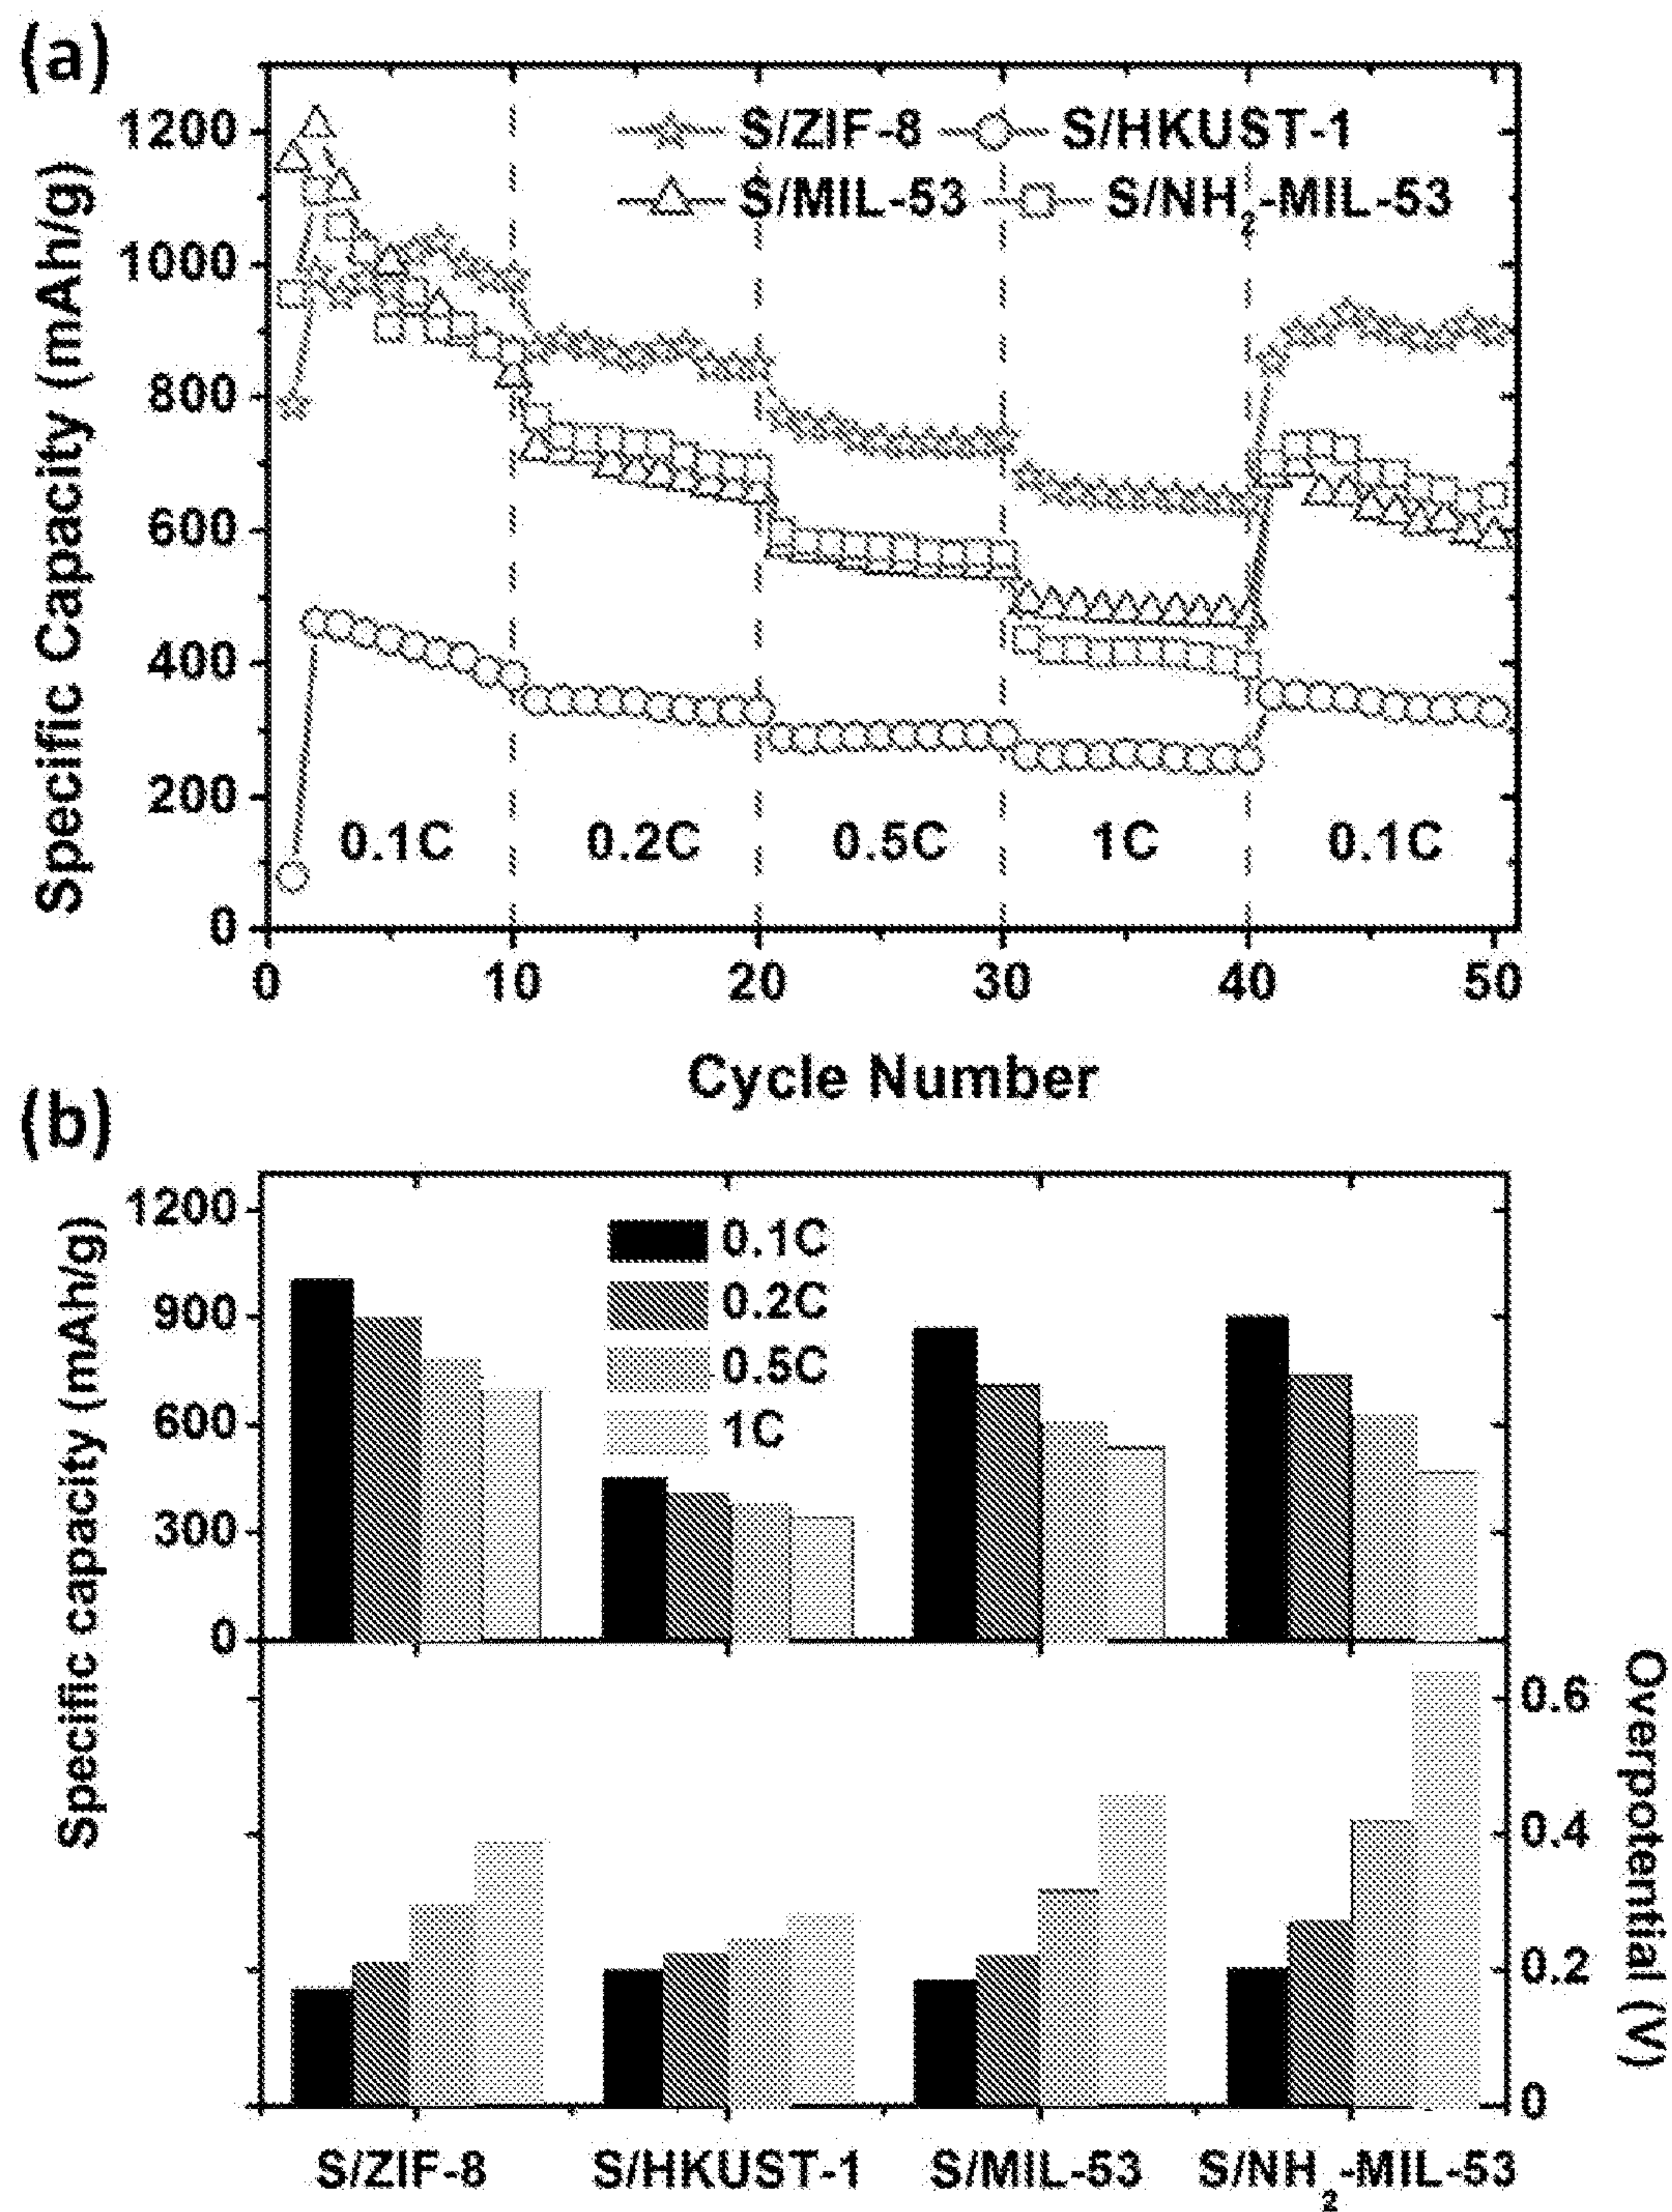 (a)
Specific Capacity (mAh/g)
1200
1000
800
600
400
200
0
S/ZIF-8 S/HKUST-1
S/MIL-53 S/NH2-MIL-53
0.1C 0.2C 0.5C 1C 0.1C
0 10 20 30 40 50
Cycle Number
(b)
Specific capacity (mAh/g)
1200
900
600
300
0
0.1C
0.2C
0.5C
1C
0.6
0.4
0.2
0
Overpotential (V)
S/ZIF-8 S/HKUST-1 S/MIL-53 S/NH2-MIL-53